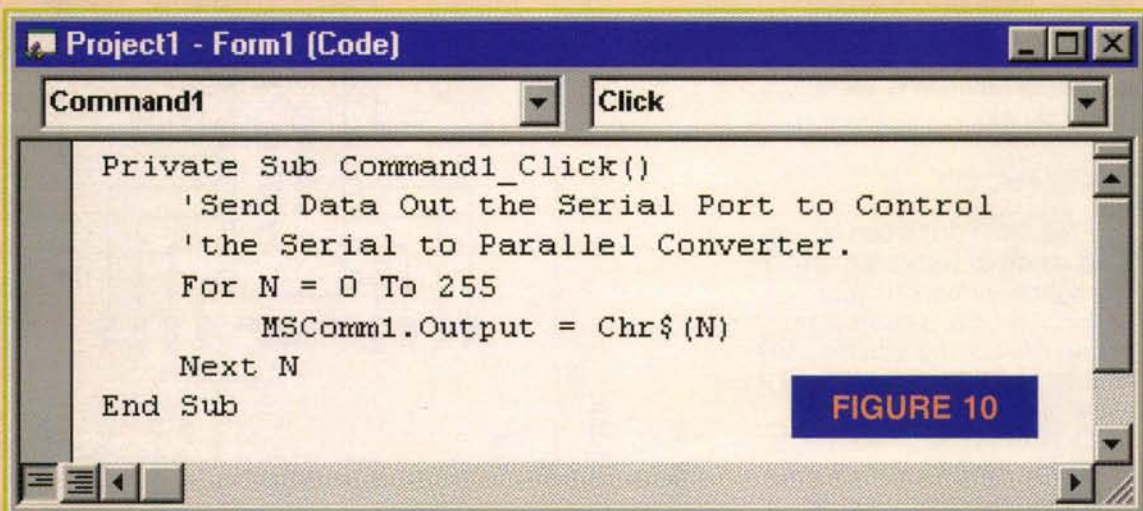 Project1 - Form1 (Code)
Command1 Click
Private Sub Command1_Click()
'Send Data Out the Serial Port to Control
'the Serial to Parallel Converter.
For N = 0 To 255
MSComm1.Output = Chr$(N)
Next N
End Sub
FIGURE 10